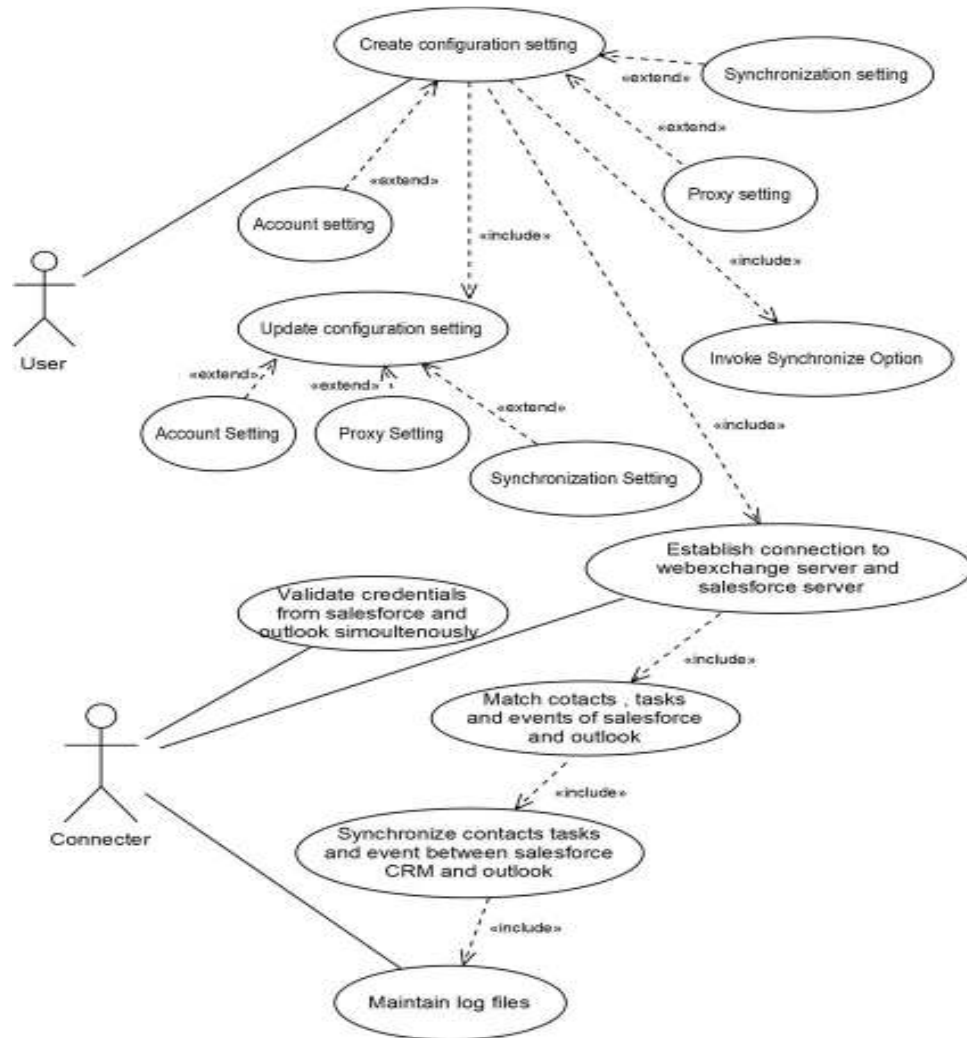 Create configuration setting
Synchronization setting
«extend»
«extend»
«extend»
Account setting
Proxy setting
«include»
«include»
User
Update configuration setting
Invoke Synchronize Option
«extend»
«extend»
«extend»
«include»
Account Setting
Proxy Setting
Synchronization Setting
Establish connection to
webexchange server and
salesforce server
Validate credentials
from salesforce and
outlook simoultenously
«include»
Match cotacts , tasks
and events of salesforce
and outlook
Connecter
«include»
Synchronize contacts tasks
and event between salesforce
CRM and outlook
«include»
Maintain log files